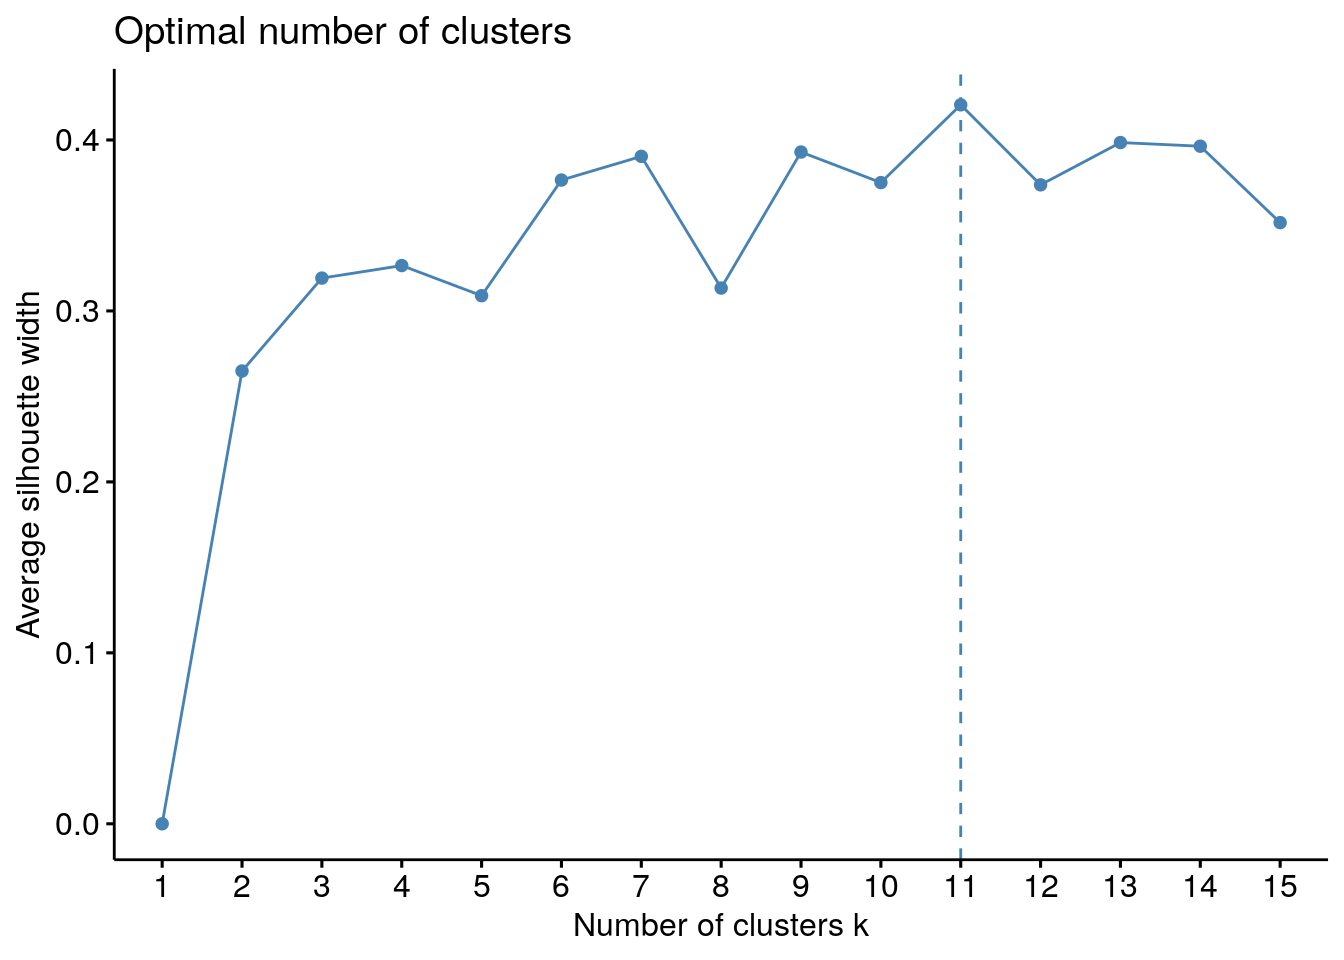 Optimal number of clusters
Average silhouette width
0.4
0.3
0.2
0.1
0.0
1 2 3 4 5 6 7 8 9 10 11 12 13 14 15
Number of clusters k